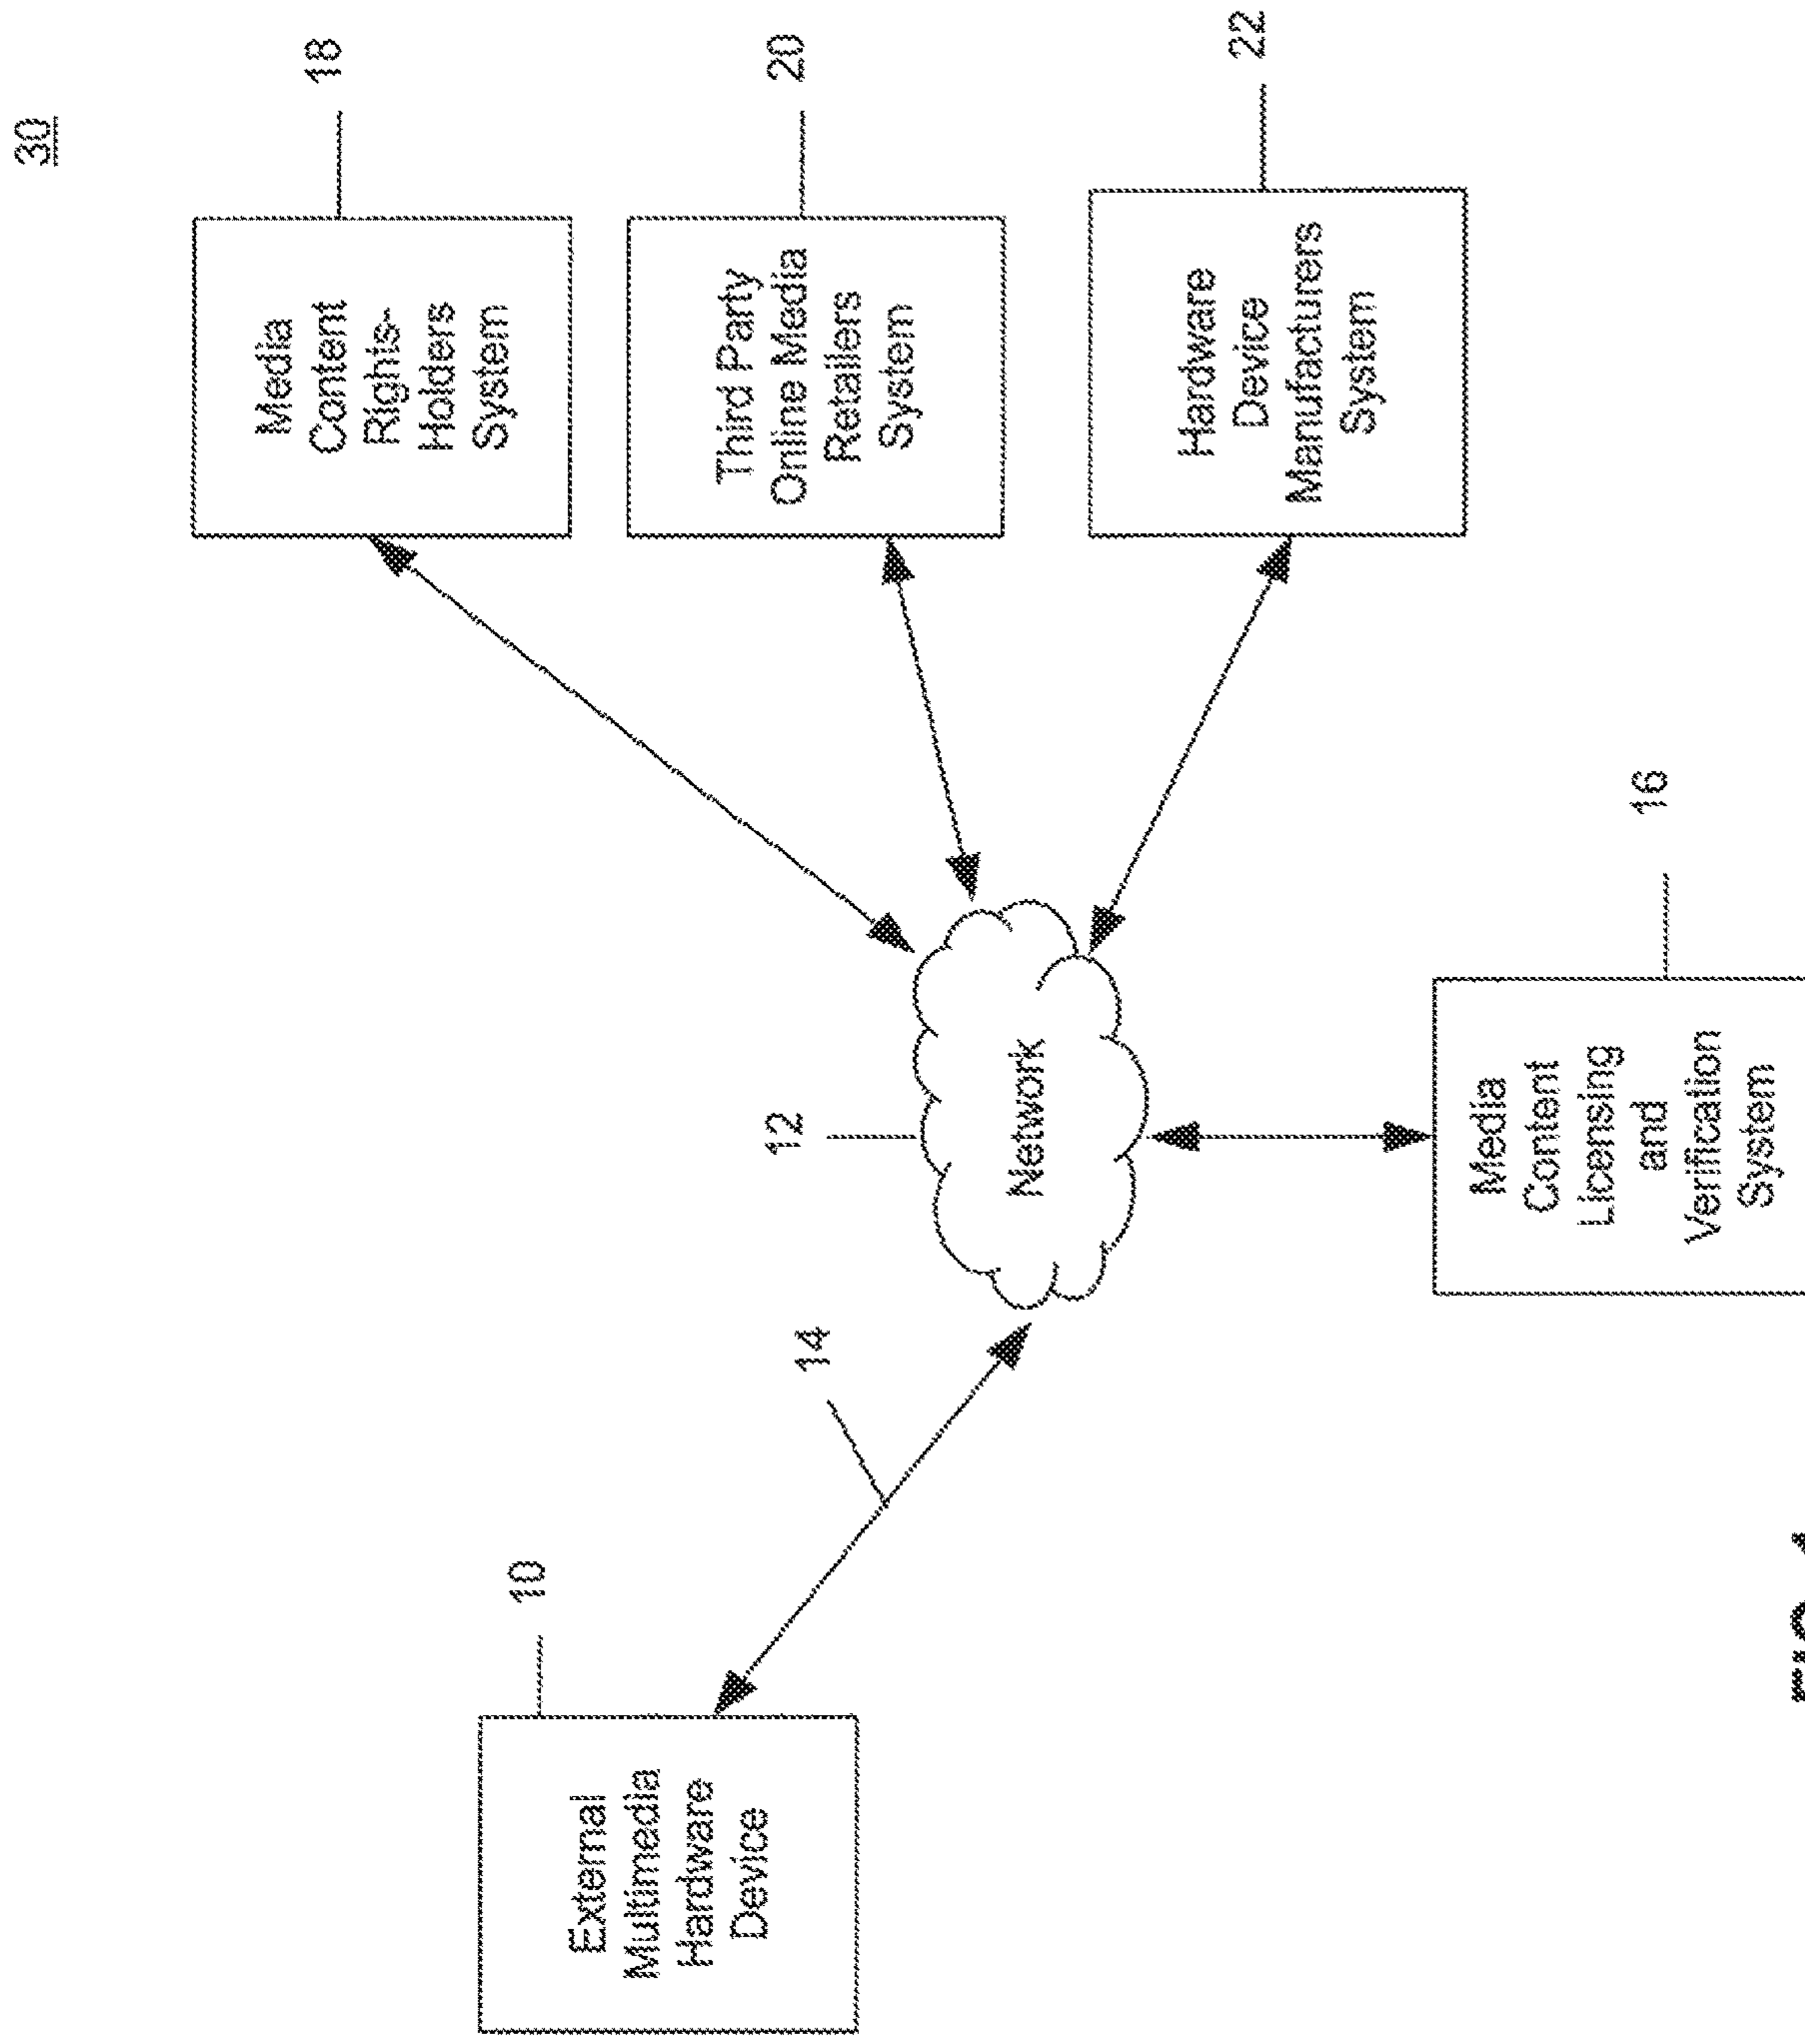 30
18
Media
Content
Rights-
Holders
System
20
Third Party
Online Media
Retailers
System
22
Hardware
Device
Manufacturers
System
12
Network
14
10
External
Multimedia
Hardware
Device
16
Media
Content
Licensing
and
Verification
System